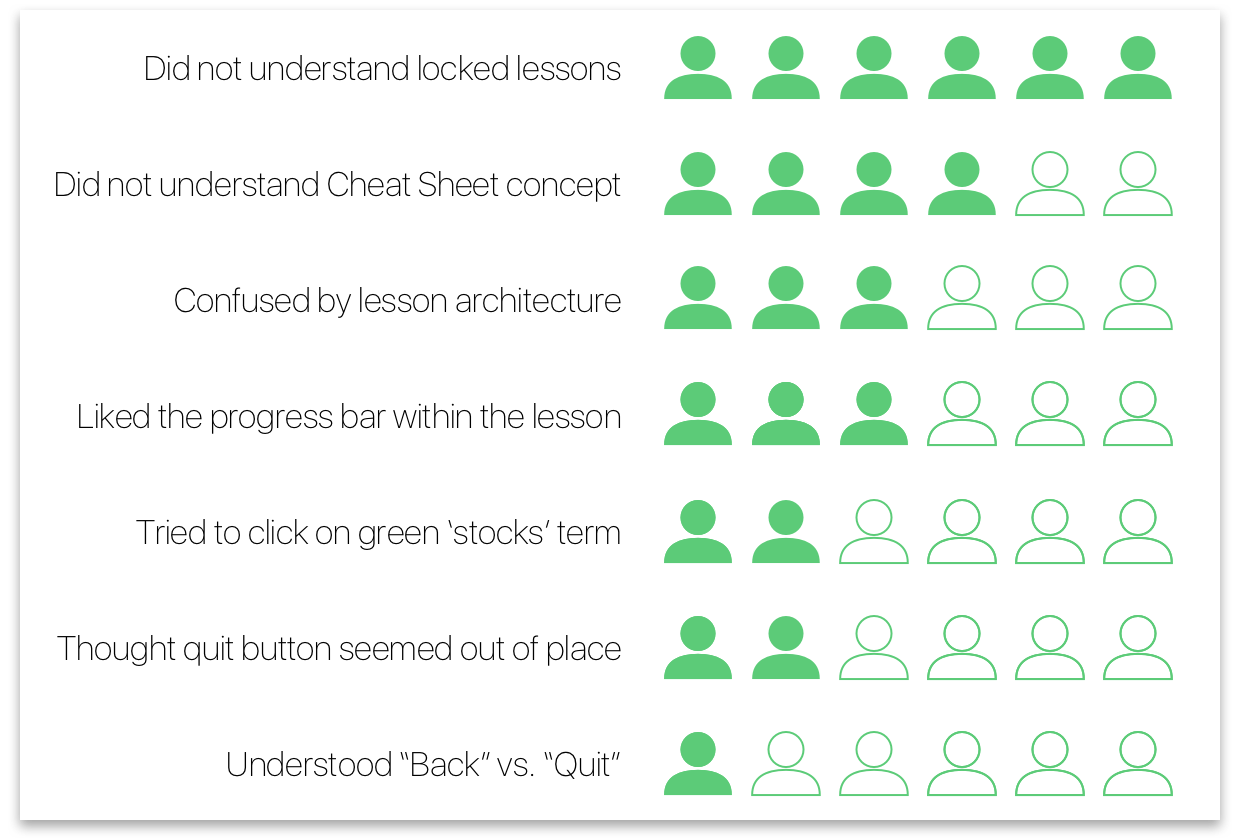 Did not understand locked lessons
Did not understand Cheat Sheet concept
Confused by lesson architecture
Liked the progress bar within the lesson
Tried to click on green ‘stocks’ term
Thought quit button seemed out of place
Understood “Back” vs. “Quit”